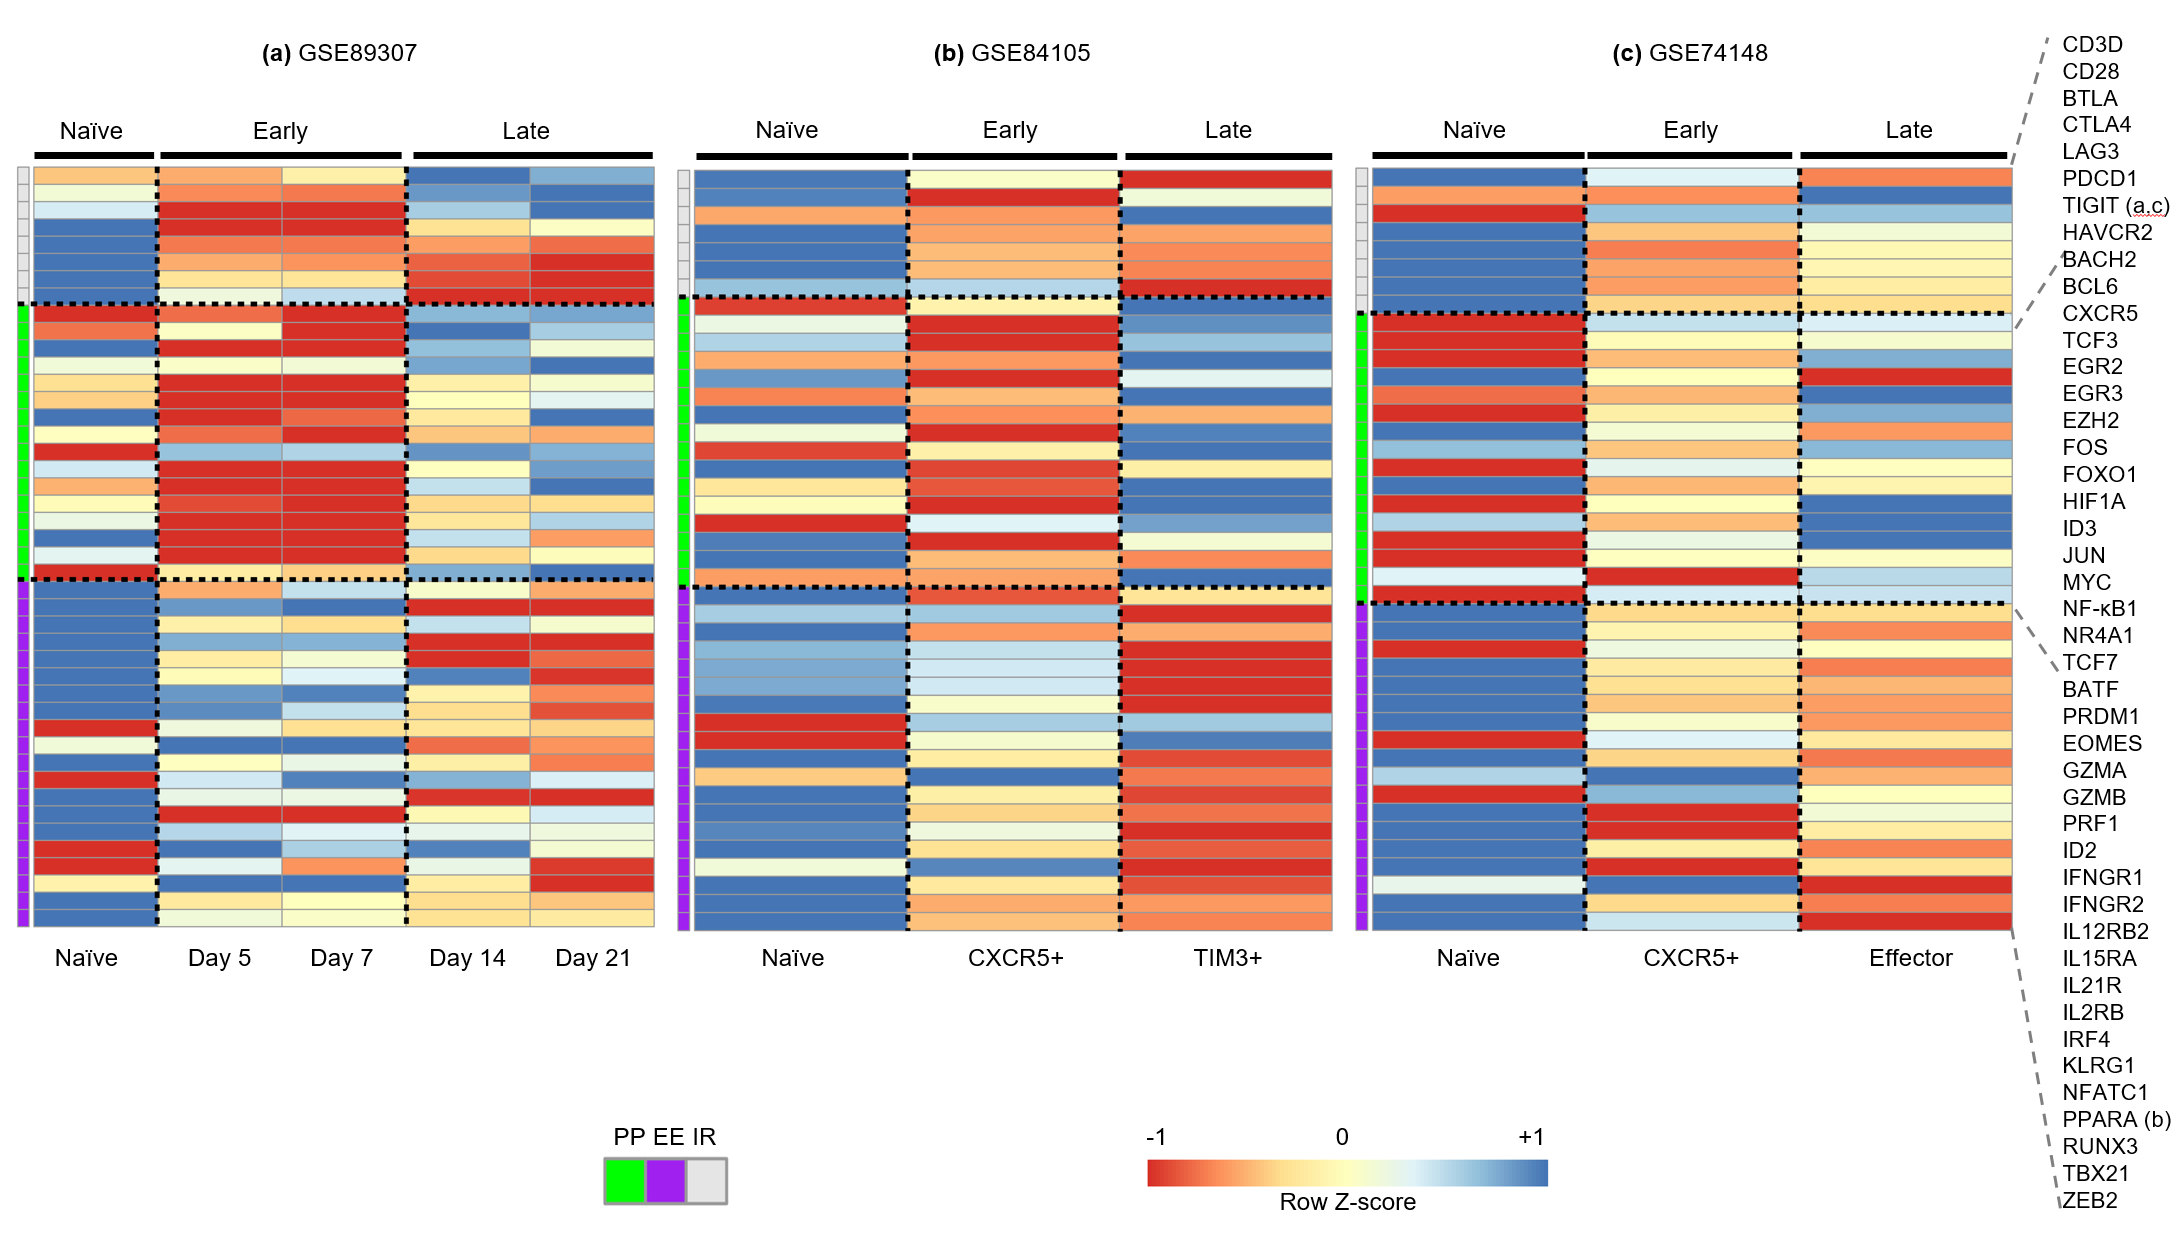 (a) GSE89307
(b) GSE84105
(c) GSE74148
Naïve Early Late
Naïve Early Late
Naïve Early Late
Naïve Day 5 Day 7 Day 14 Day 21
Naïve CXCR5+ TIM3+
Naïve CXCR5+ Effector
CD3D
CD28
BTLA
CTLA4
LAG3
PDCD1
TIGIT (a,c)
HAVCR2
BACH2
BCL6
CXCR5
TCF3
EGR2
EGR3
EZH2
FOS
FOXO1
HIF1A
ID3
JUN
MYC
NF-κB1
NR4A1
TCF7
BATF
PRDM1
EOMES
GZMA
GZMB
PRF1
ID2
IFNGR1
IFNGR2
IL12RB2
IL15RA
IL21R
IL2RB
IRF4
KLRG1
NFATC1
PPARA (b)
RUNX3
TBX21
ZEB2
PP EE IR
-1 0 +1
Row Z-score